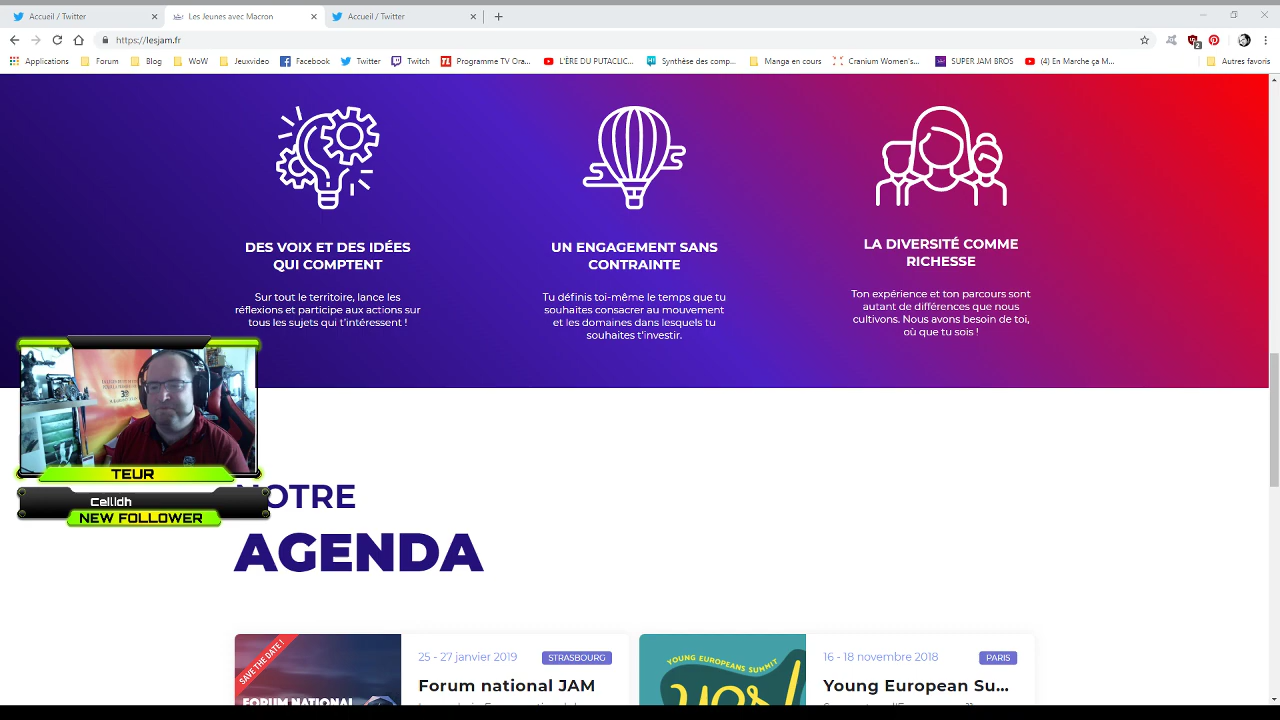 Accueil / Twitter
Les Jeunes avec Macron
Accueil / Twitter
https://lesjam.fr
2
Applications
Forum
Blog
WoW
Jeuxvideo
Facebook
Twitter
Twitch
Programme TV Ora...
L'ÈRE DU PUTACLIC...
Synthèse des comp...
Manga en cours
Cranium Women's...
SUPER JAM BROS
(4) En Marche ça M...
Autres favoris
DES VOIX ET DES IDÉES
QUI COMPTENT
Sur tout le territoire, lance les
réflexions et participe aux actions sur
tous les sujets qui t'intéressent !
UN ENGAGEMENT SANS
CONTRAINTE
Tu définis toi-même le temps que tu
souhaites consacrer au mouvement
et les domaines dans lesquels tu
souhaites t'investir.
LA DIVERSITÉ COMME
RICHESSE
Ton expérience et ton parcours sont
autant de différences que nous
cultivons. Nous avons besoin de toi,
où que tu sois !
TEUR
Ceilidh
NEW FOLLOWER
NOTRE
AGENDA
SAVE THE DATE !
FORUM NATIONAL
25 - 27 janvier 2019
STRASBOURG
Forum national JAM
YOUNG EUROPEANS SUMMIT
yes!
16 - 18 novembre 2018
PARIS
Young European Su...